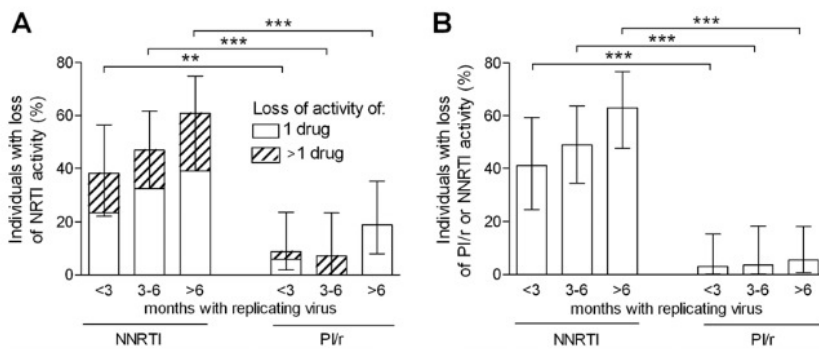 A
***
***
**
Individuals with loss
of NRTI activity (%)
80
60
40
20
0
Loss of activity of:
1 drug
>1 drug
<3 3-6 >6 <3 3-6 >6
months with replicating virus
NNRTI PI/r
B
***
***
***
Individuals with loss
of PI/r or NNRTI activity (%)
80
60
40
20
0
<3 3-6 >6 <3 3-6 >6
months with replicating virus
NNRTI PI/r